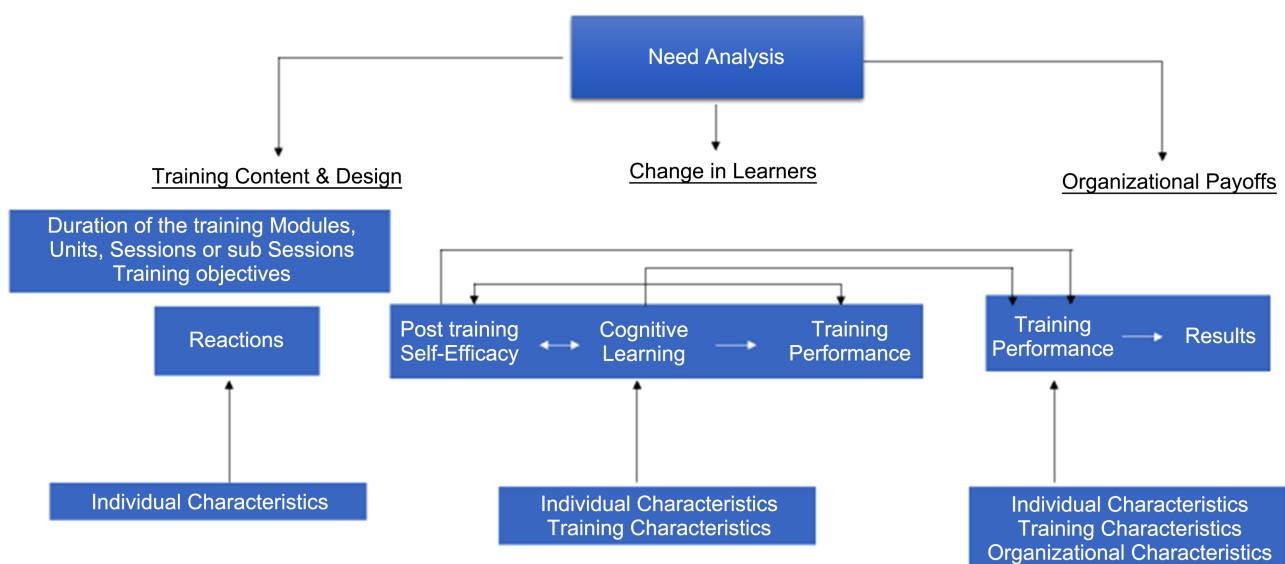 Need Analysis
Training Content & Design
Change in Learners
Organizational Payoffs
Duration of the training Modules,
Units, Sessions or sub Sessions
Training objectives
Reactions
Post training
Self-Efficacy
Cognitive
Learning
Training
Performance
Training
Performance
Results
Individual Characteristics
Individual Characteristics
Training Characteristics
Individual Characteristics
Training Characteristics
Organizational Characteristics